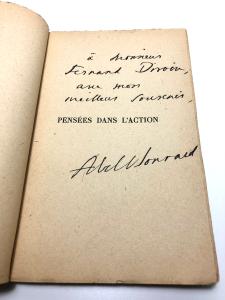 à Monsieur
Fernand Divoire,
avec mon
meilleur souvenir,
PENSÉES DANS L'ACTION
Abel Bonnard